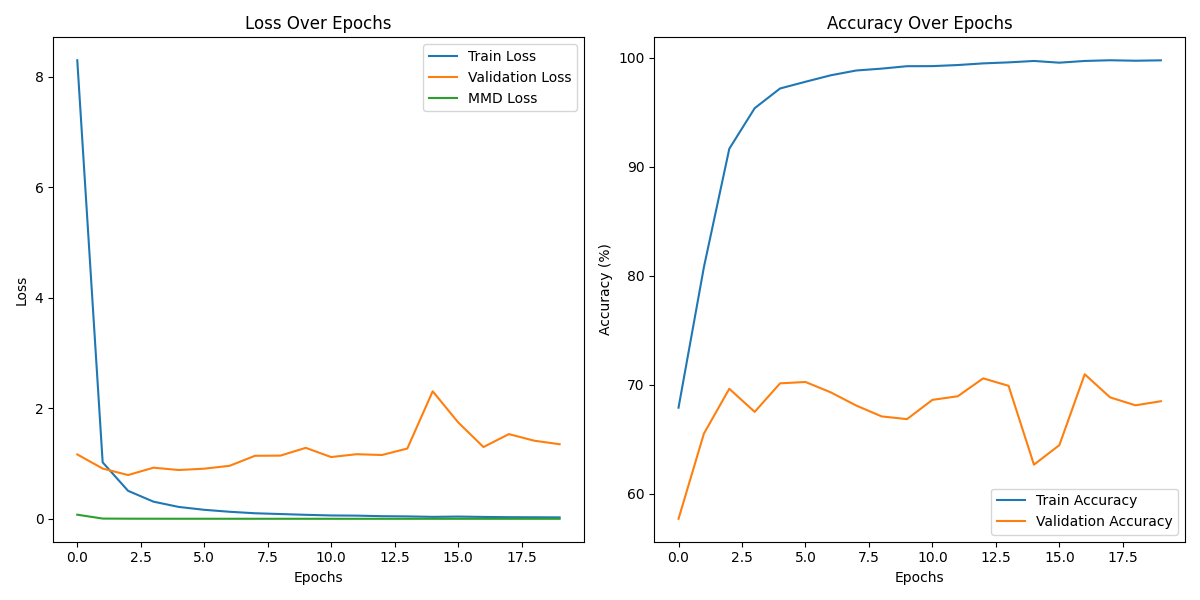 Loss Over Epochs
Train Loss
Validation Loss
MMD Loss
8
6
4
2
0
Loss
0.0 2.5 5.0 7.5 10.0 12.5 15.0 17.5
Epochs
Accuracy Over Epochs
100
90
80
70
60
Accuracy (%)
Train Accuracy
Validation Accuracy
0.0 2.5 5.0 7.5 10.0 12.5 15.0 17.5
Epochs